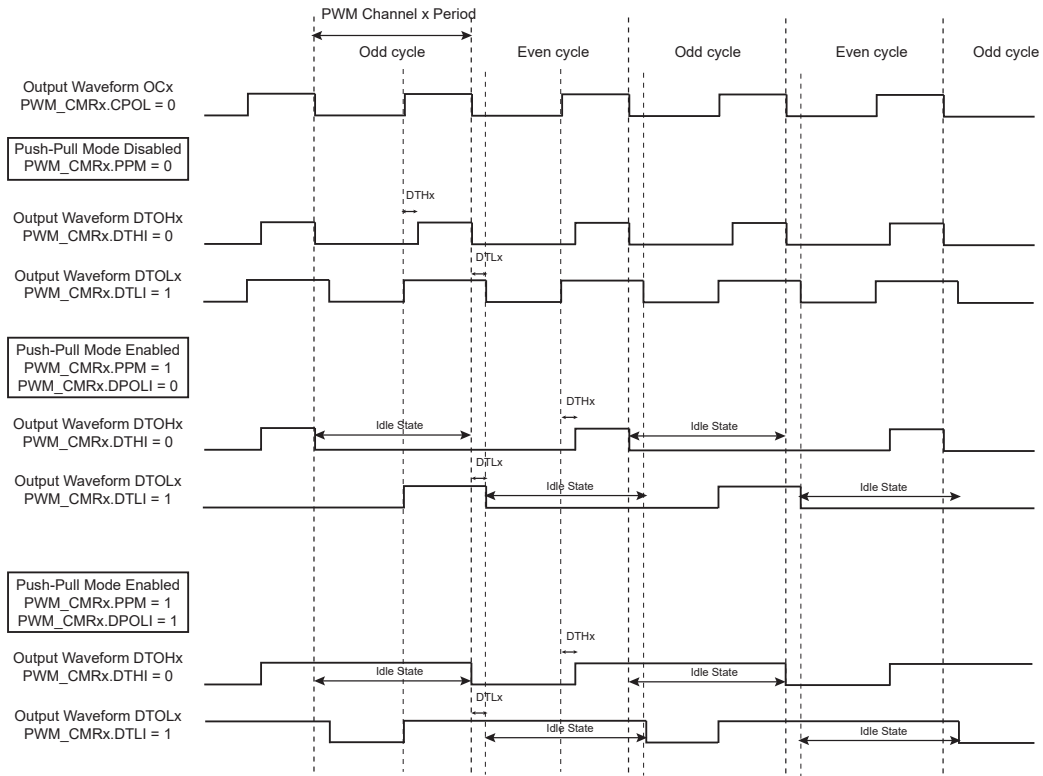 PWM Channel x Period
Odd cycle
Even cycle
Odd cycle
Even cycle
Odd cycle
Output Waveform OCx
PWM_CMRx.CPOL = 0
Push-Pull Mode Disabled
PWM_CMRx.PPM = 0
DTHx
Output Waveform DTOHx
PWM_CMRx.DTHI = 0
DTLx
Output Waveform DTOLx
PWM_CMRx.DTLI = 1
Push-Pull Mode Enabled
PWM_CMRx.PPM = 1
PWM_CMRx.DPOLI = 0
DTHx
Output Waveform DTOHx
PWM_CMRx.DTHI = 0
Idle State
Idle State
DTLx
Output Waveform DTOLx
PWM_CMRx.DTLI = 1
Idle State
Idle State
Push-Pull Mode Enabled
PWM_CMRx.PPM = 1
PWM_CMRx.DPOLI = 1
DTHx
Output Waveform DTOHx
PWM_CMRx.DTHI = 0
Idle State
Idle State
DTLx
Output Waveform DTOLx
PWM_CMRx.DTLI = 1
Idle State
Idle State